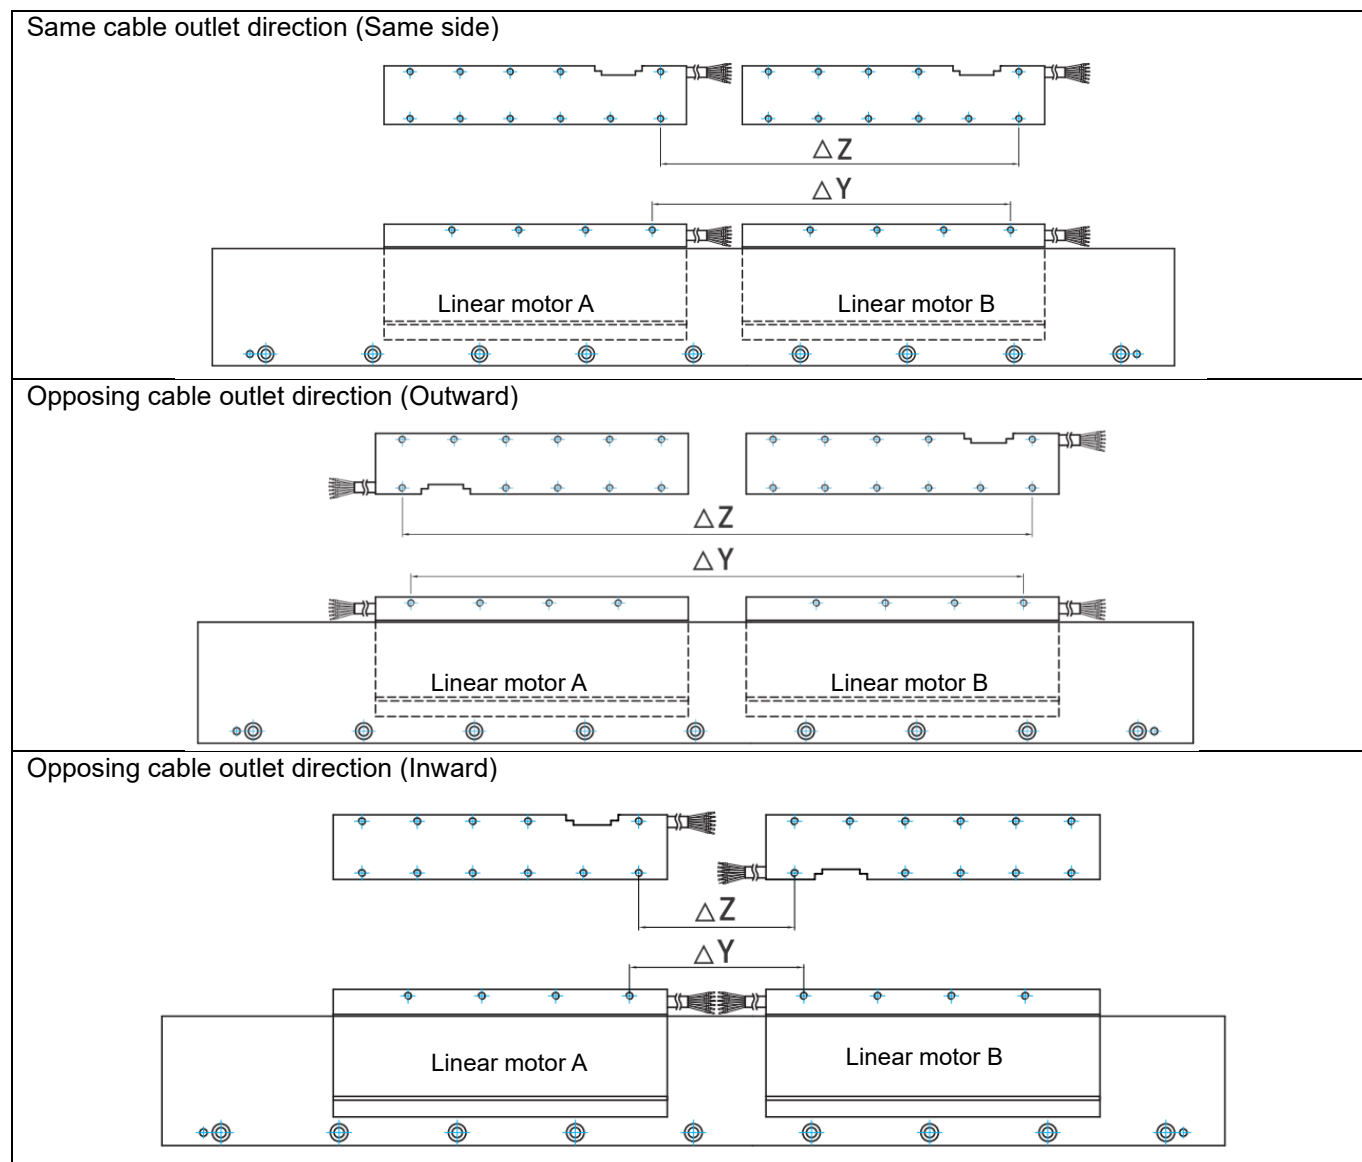 Same cable outlet direction (Same side)
△Z
△Y
Linear motor A
Linear motor B
Opposing cable outlet direction (Outward)
△Z
△Y
Linear motor A
Linear motor B
Opposing cable outlet direction (Inward)
△Z
△Y
Linear motor A
Linear motor B